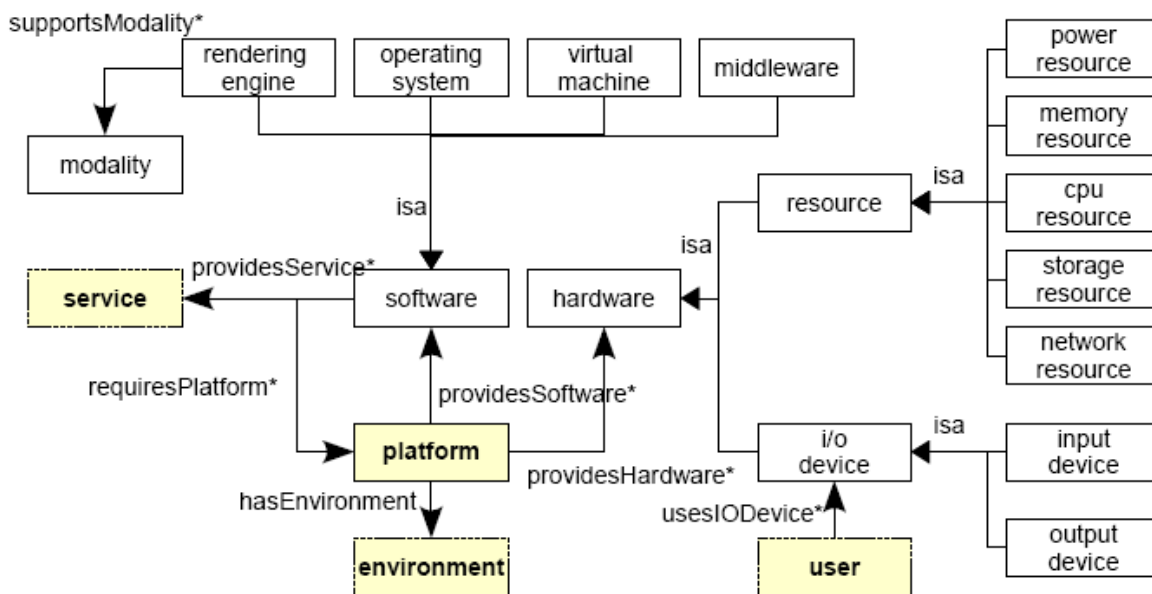 supportsModality*
rendering
engine
operating
system
virtual
machine
middleware
power
resource
memory
resource
modality
isa
resource
isa
cpu
resource
isa
providesService*
service
software
hardware
storage
resource
network
resource
requiresPlatform*
providesSoftware*
platform
providesHardware*
i/o
device
isa
input
device
hasEnvironment
usesIODevice*
environment
user
output
device